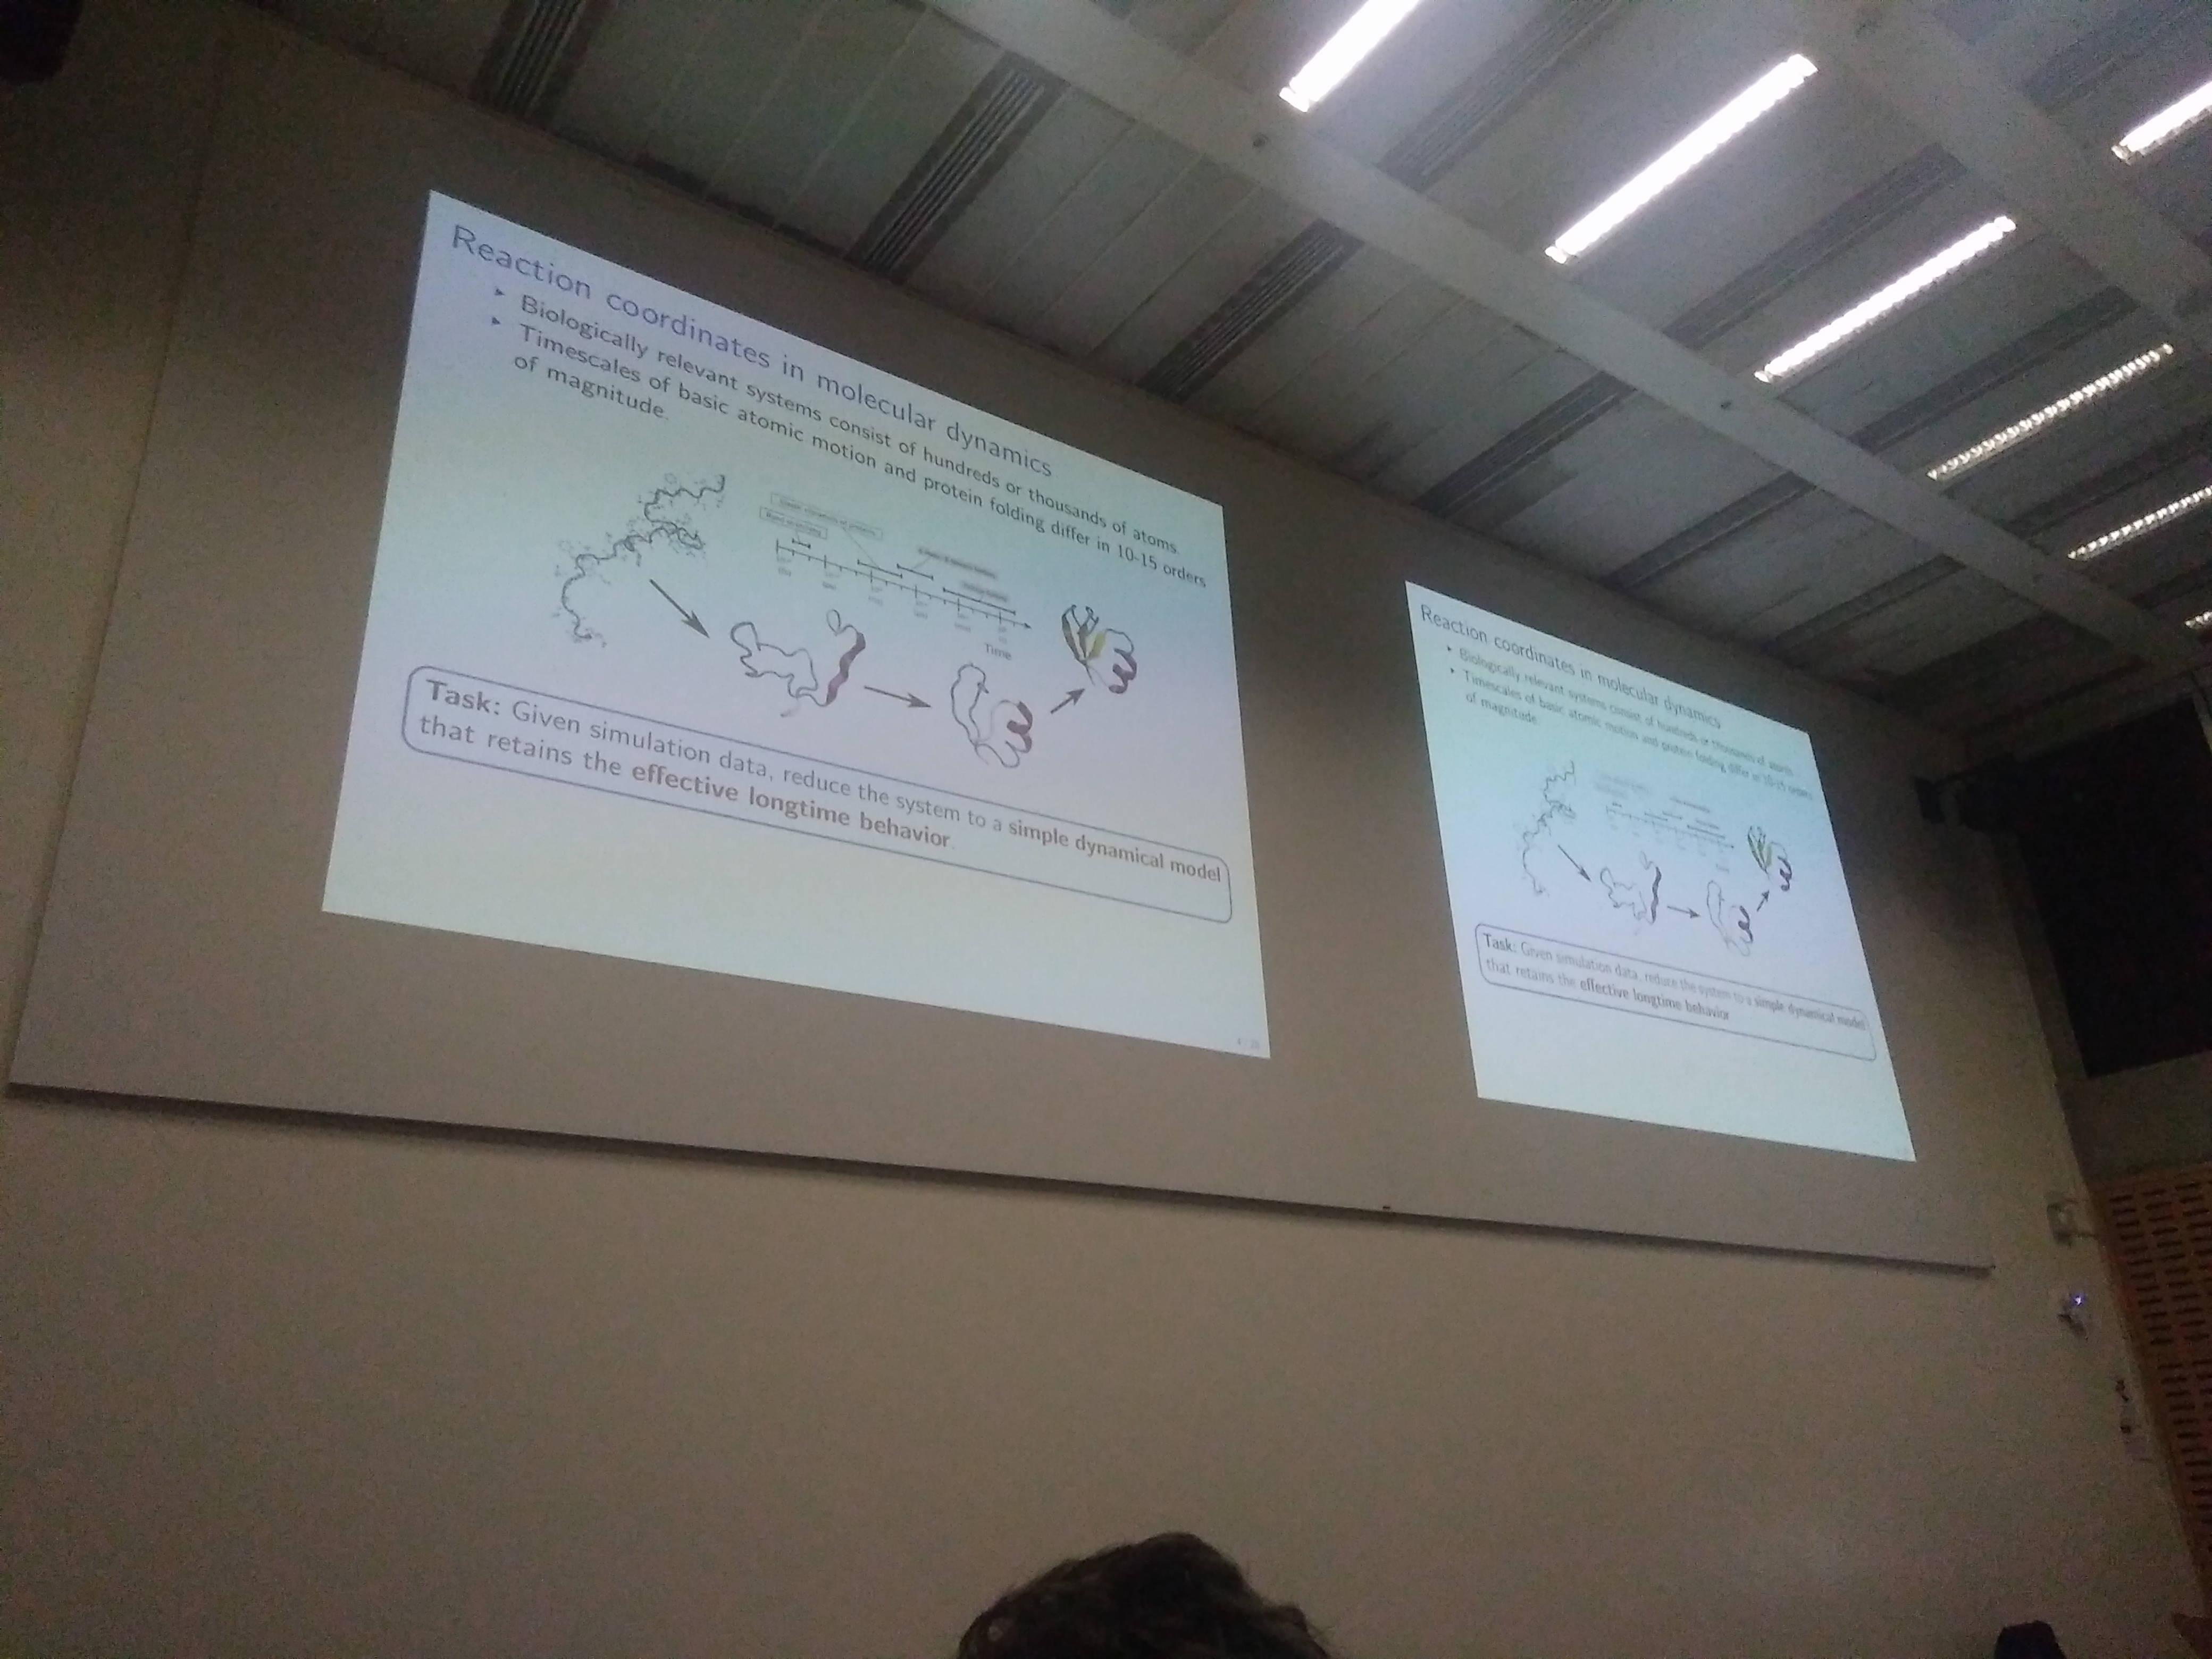 Reaction coordinates in molecular dynamics
Biologically relevant systems consist of hundreds or thousands of atoms.
Timescales of basic atomic motion and protein folding differ in 10-15 orders
of magnitude.
Time
Task: Given simulation data, reduce the system to a simple dynamical model
that retains the effective longtime behavior.
Reaction coordinates in molecular dynamics
Biologically relevant systems consist of hundreds or thousands of atoms.
Timescales of basic atomic motion and protein folding differ in 10-15 orders
of magnitude.
Task: Given simulation data, reduce the system to a simple dynamical model
that retains the effective longtime behavior.